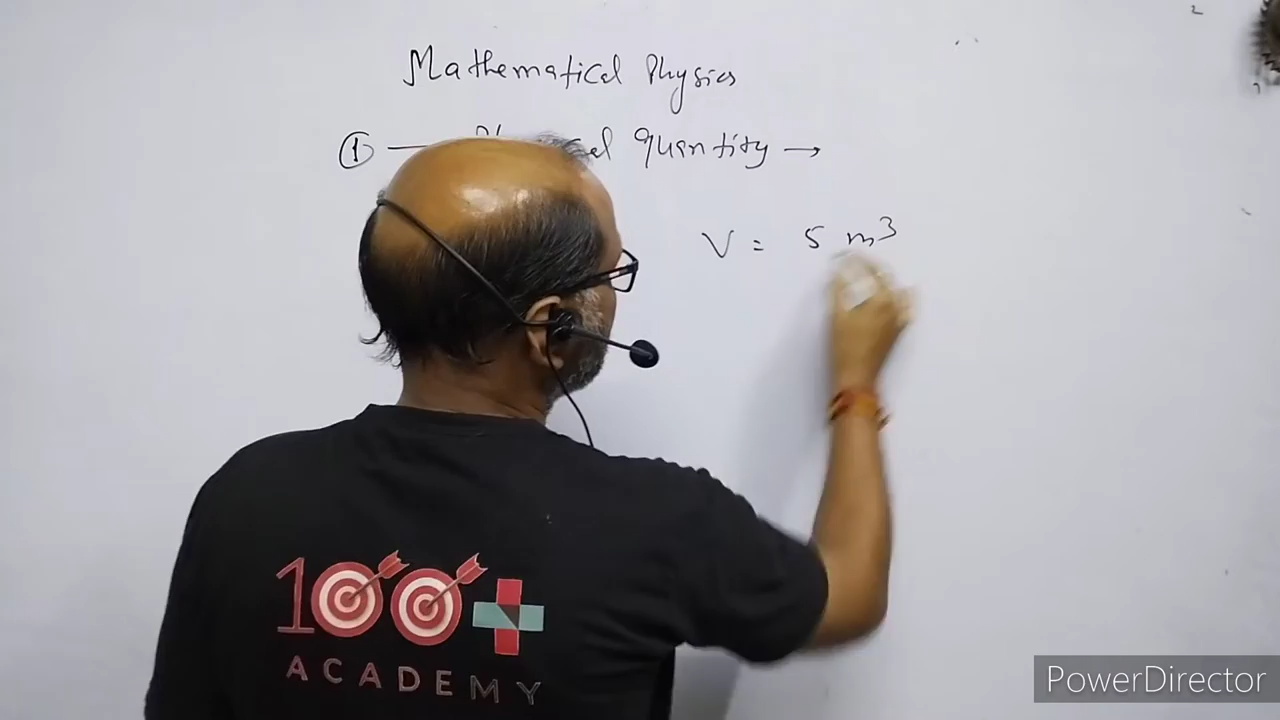 Mathematical Physics
① — Quantity →
V = 5 m³
100+
ACADEMY
PowerDirector